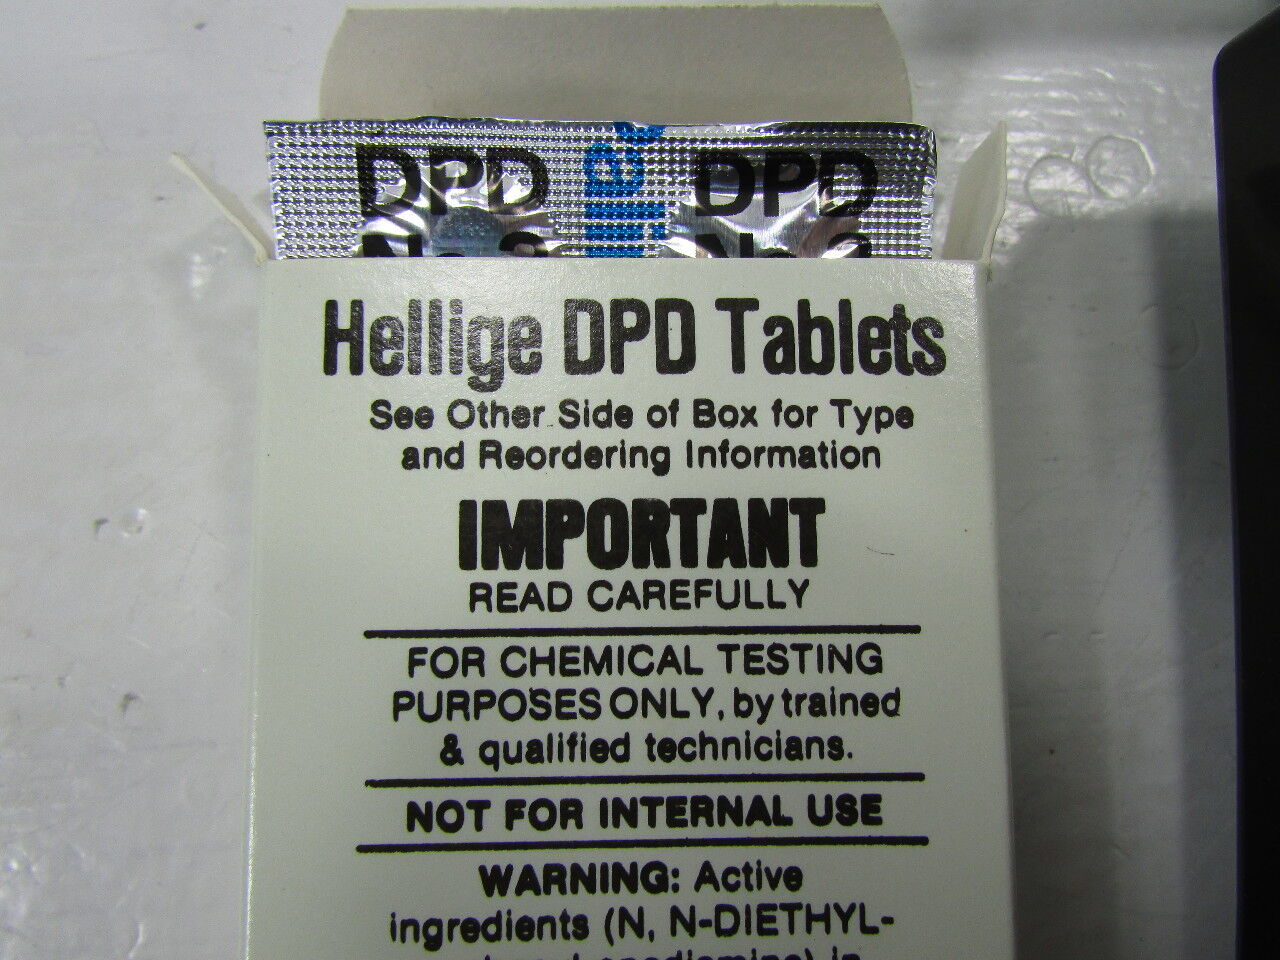 DPD DPD
Hellige DPD Tablets
See Other Side of Box for Type
and Reordering Information
IMPORTANT
READ CAREFULLY
FOR CHEMICAL TESTING
PURPOSES ONLY, by trained
& qualified technicians.
NOT FOR INTERNAL USE
WARNING: Active
ingredients (N, N-DIETHYL-